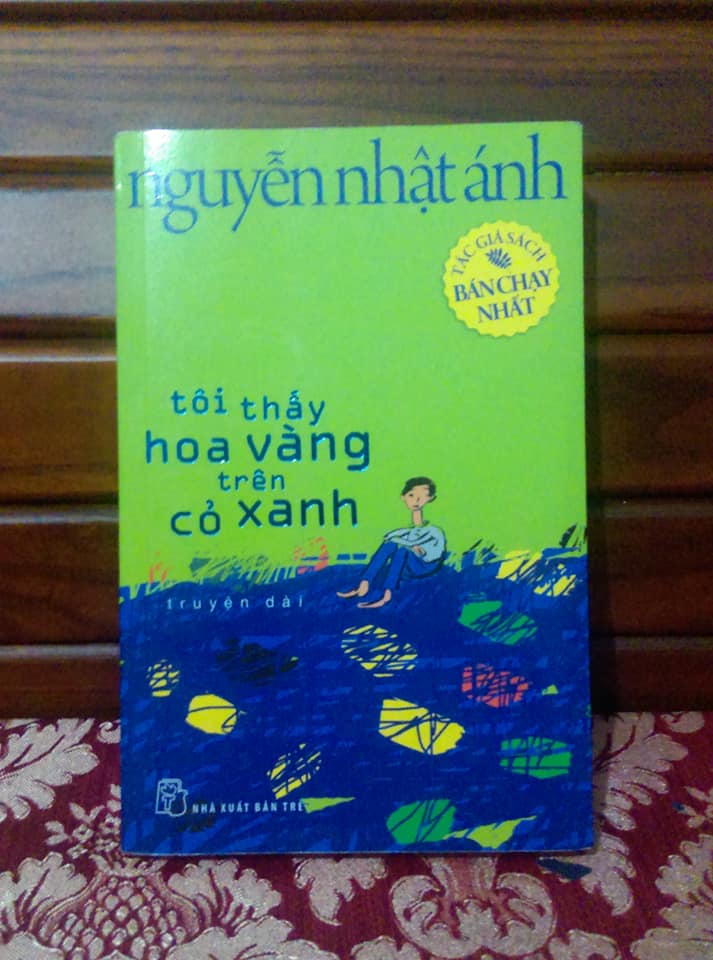 nguyễn nhật ánh
TÁC GIẢ SÁCH
BÁN CHẠY
NHẤT
tôi thấy
hoa vàng
trên
cỏ xanh
truyện dài
NHÀ XUẤT BẢN TRẺ